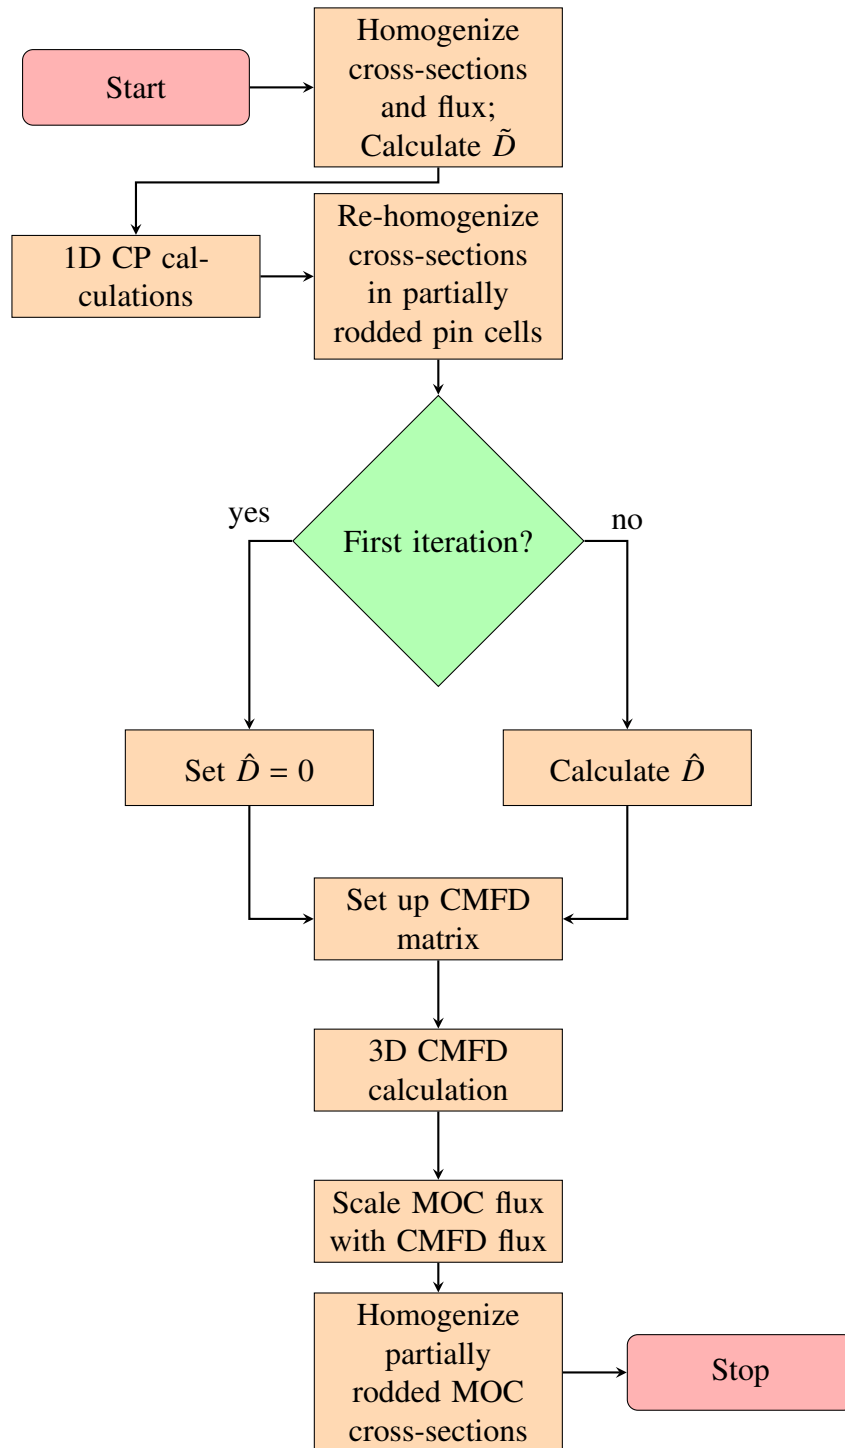 Start
Homogenize
cross-sections
and flux;
Calculate D̃
1D CP cal-
culations
Re-homogenize
cross-sections
in partially
rodded pin cells
First iteration?
yes
no
Set D̂ = 0
Calculate D̂
Set up CMFD
matrix
3D CMFD
calculation
Scale MOC flux
with CMFD flux
Homogenize
partially
rodded MOC
cross-sections
Stop